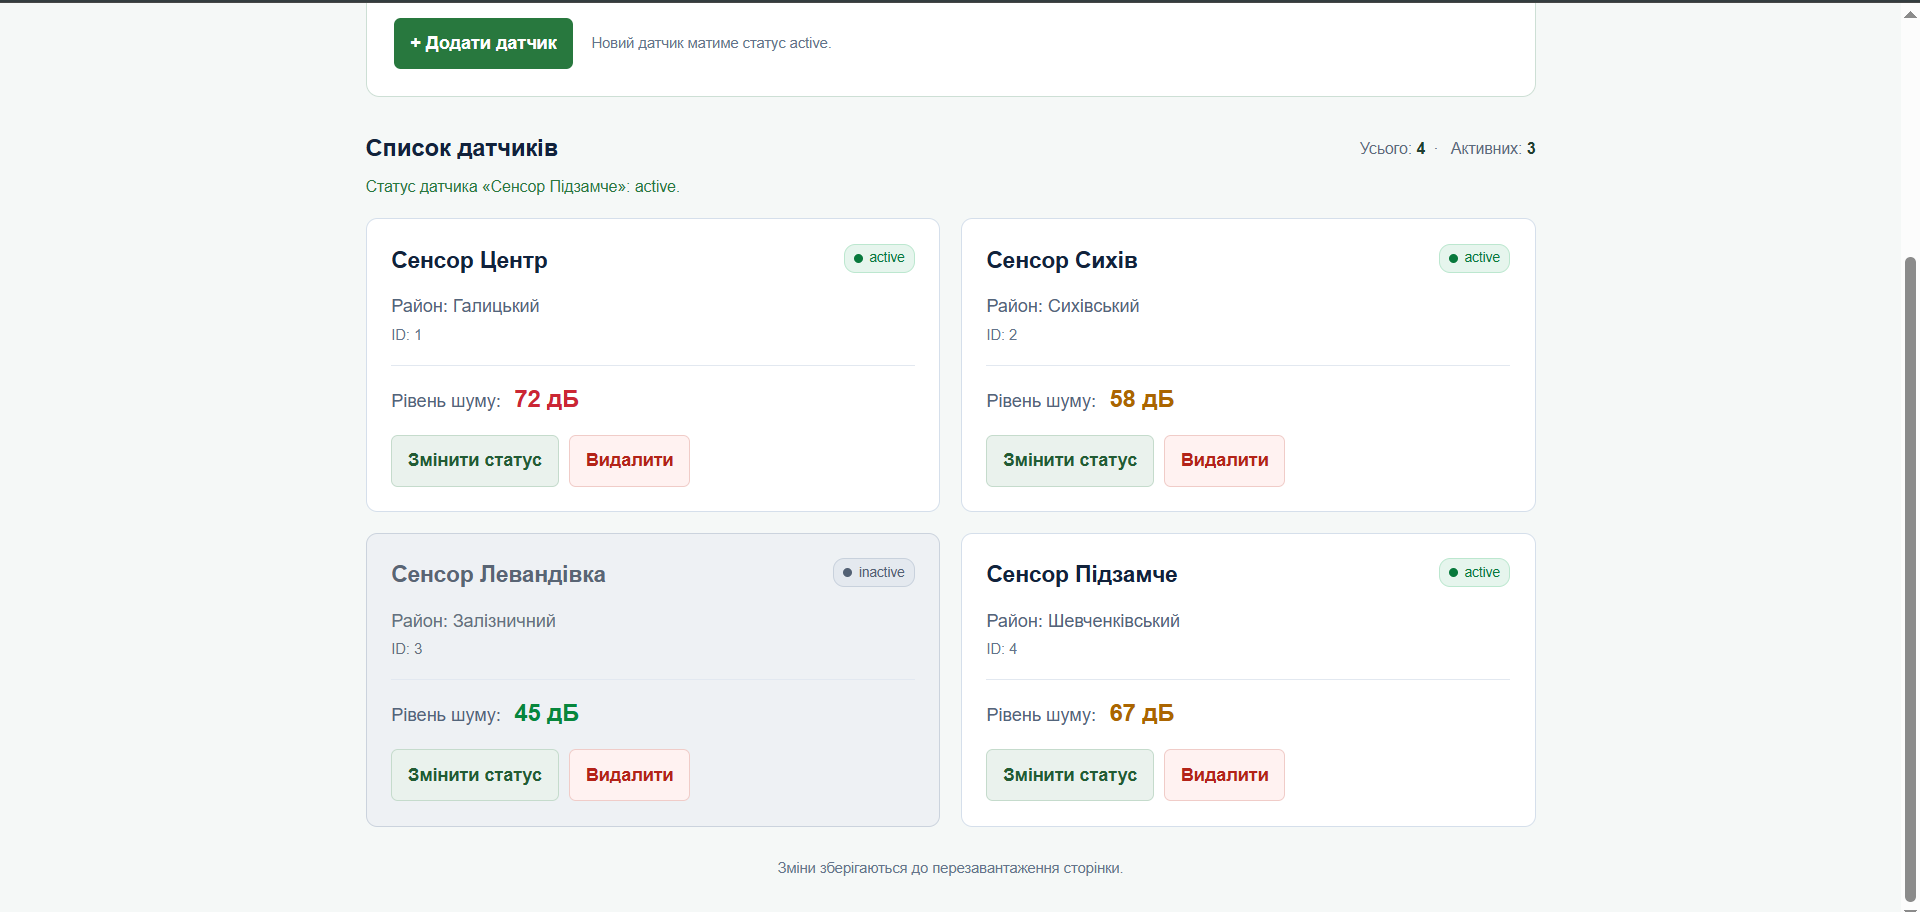 + Додати датчик
Новий датчик матиме статус active.
Список датчиків
Усього: 4 · Активних: 3
Статус датчика «Сенсор Підзамче»: active.
Сенсор Центр
active
Район: Галицький
ID: 1
Рівень шуму: 72 дБ
Змінити статус
Видалити
Сенсор Сихів
active
Район: Сихівський
ID: 2
Рівень шуму: 58 дБ
Змінити статус
Видалити
Сенсор Левандівка
inactive
Район: Залізничний
ID: 3
Рівень шуму: 45 дБ
Змінити статус
Видалити
Сенсор Підзамче
active
Район: Шевченківський
ID: 4
Рівень шуму: 67 дБ
Змінити статус
Видалити
Зміни зберігаються до перезавантаження сторінки.